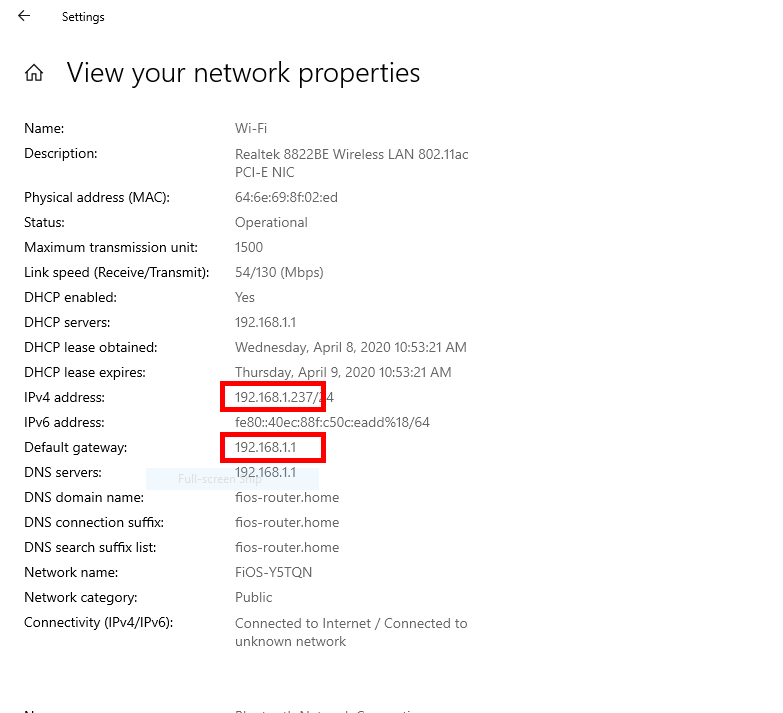 Settings
View your network properties
Name: Wi-Fi
Description: Realtek 8822BE Wireless LAN 802.11ac
PCI-E NIC
Physical address (MAC): 64:6e:69:8f:02:ed
Status: Operational
Maximum transmission unit: 1500
Link speed (Receive/Transmit): 54/130 (Mbps)
DHCP enabled: Yes
DHCP servers: 192.168.1.1
DHCP lease obtained: Wednesday, April 8, 2020 10:53:21 AM
DHCP lease expires: Thursday, April 9, 2020 10:53:21 AM
IPv4 address: 192.168.1.237/24
IPv6 address: fe80::40ec:88f:c50c:eadd%18/64
Default gateway: 192.168.1.1
DNS servers: 192.168.1.1
Full-screen Snip
DNS domain name: fios-router.home
DNS connection suffix: fios-router.home
DNS search suffix list: fios-router.home
Network name: FiOS-Y5TQN
Network category: Public
Connectivity (IPv4/IPv6): Connected to Internet / Connected to
unknown network